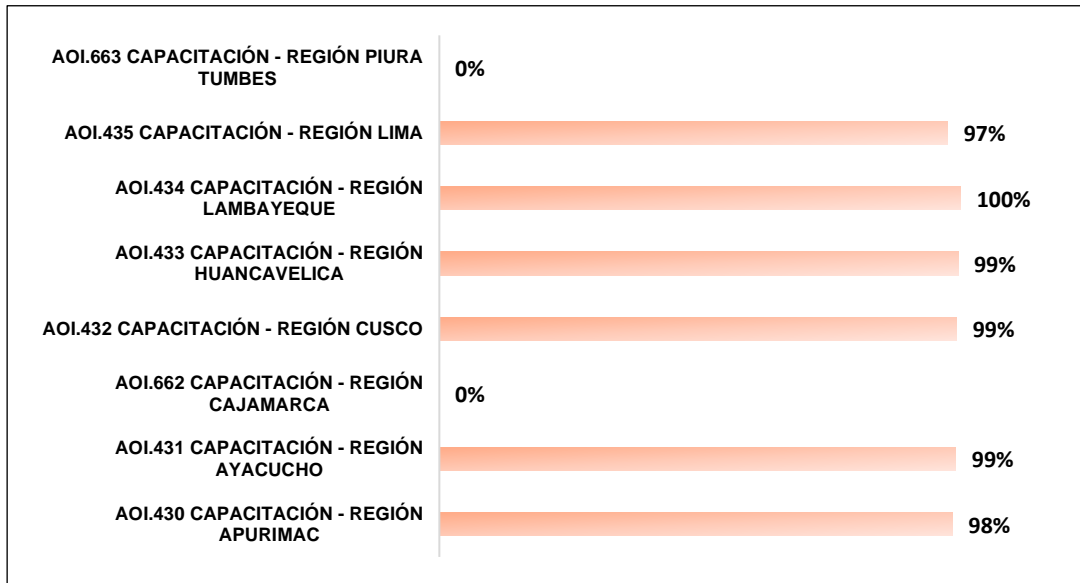 AOI.663 CAPACITACIÓN - REGIÓN PIURA
TUMBES
0%
AOI.435 CAPACITACIÓN - REGIÓN LIMA
97%
AOI.434 CAPACITACIÓN - REGIÓN
LAMBAYEQUE
100%
AOI.433 CAPACITACIÓN - REGIÓN
HUANCAVELICA
99%
AOI.432 CAPACITACIÓN - REGIÓN CUSCO
99%
AOI.662 CAPACITACIÓN - REGIÓN
CAJAMARCA
0%
AOI.431 CAPACITACIÓN - REGIÓN
AYACUCHO
99%
AOI.430 CAPACITACIÓN - REGIÓN
APURIMAC
98%